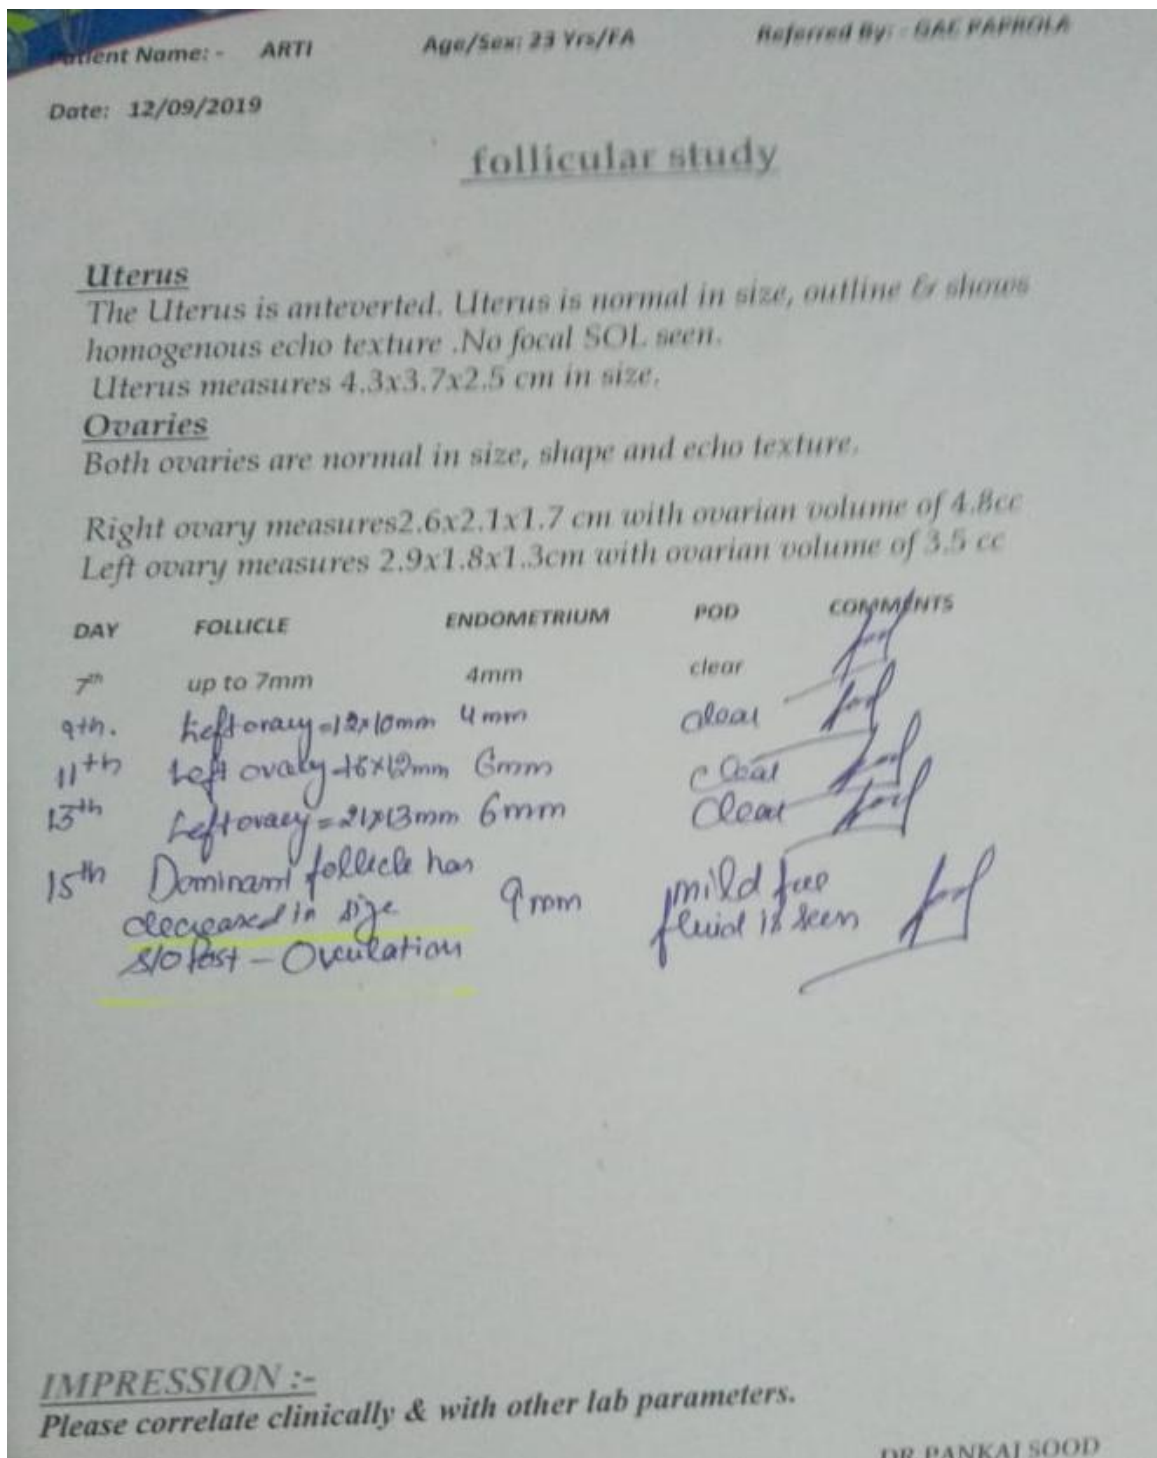 Patient Name: - ARTI Age/Sex: 23 Yrs/FA Referred By: - GAC PAPROLA
Date: 12/09/2019
follicular study
Uterus
The Uterus is anteverted. Uterus is normal in size, outline & shows
homogenous echo texture .No focal SOL seen.
Uterus measures 4.3x3.7x2.5 cm in size.
Ovaries
Both ovaries are normal in size, shape and echo texture.
Right ovary measures2.6x2.1x1.7 cm with ovarian volume of 4.8cc
Left ovary measures 2.9x1.8x1.3cm with ovarian volume of 3.5 cc
DAY FOLLICLE ENDOMETRIUM POD COMMENTS
7th up to 7mm 4mm clear
9th. Left ovary=12x10mm 4mm clear
11th Left ovary 6mm clear
13th Left ovary=21x13mm 6mm Clear
15th Dominant follicle has
decreased in size 9mm mild free
S/O Post-Ovulation fluid is seen
IMPRESSION :-
Please correlate clinically & with other lab parameters.
DR PANKAJ SOOD